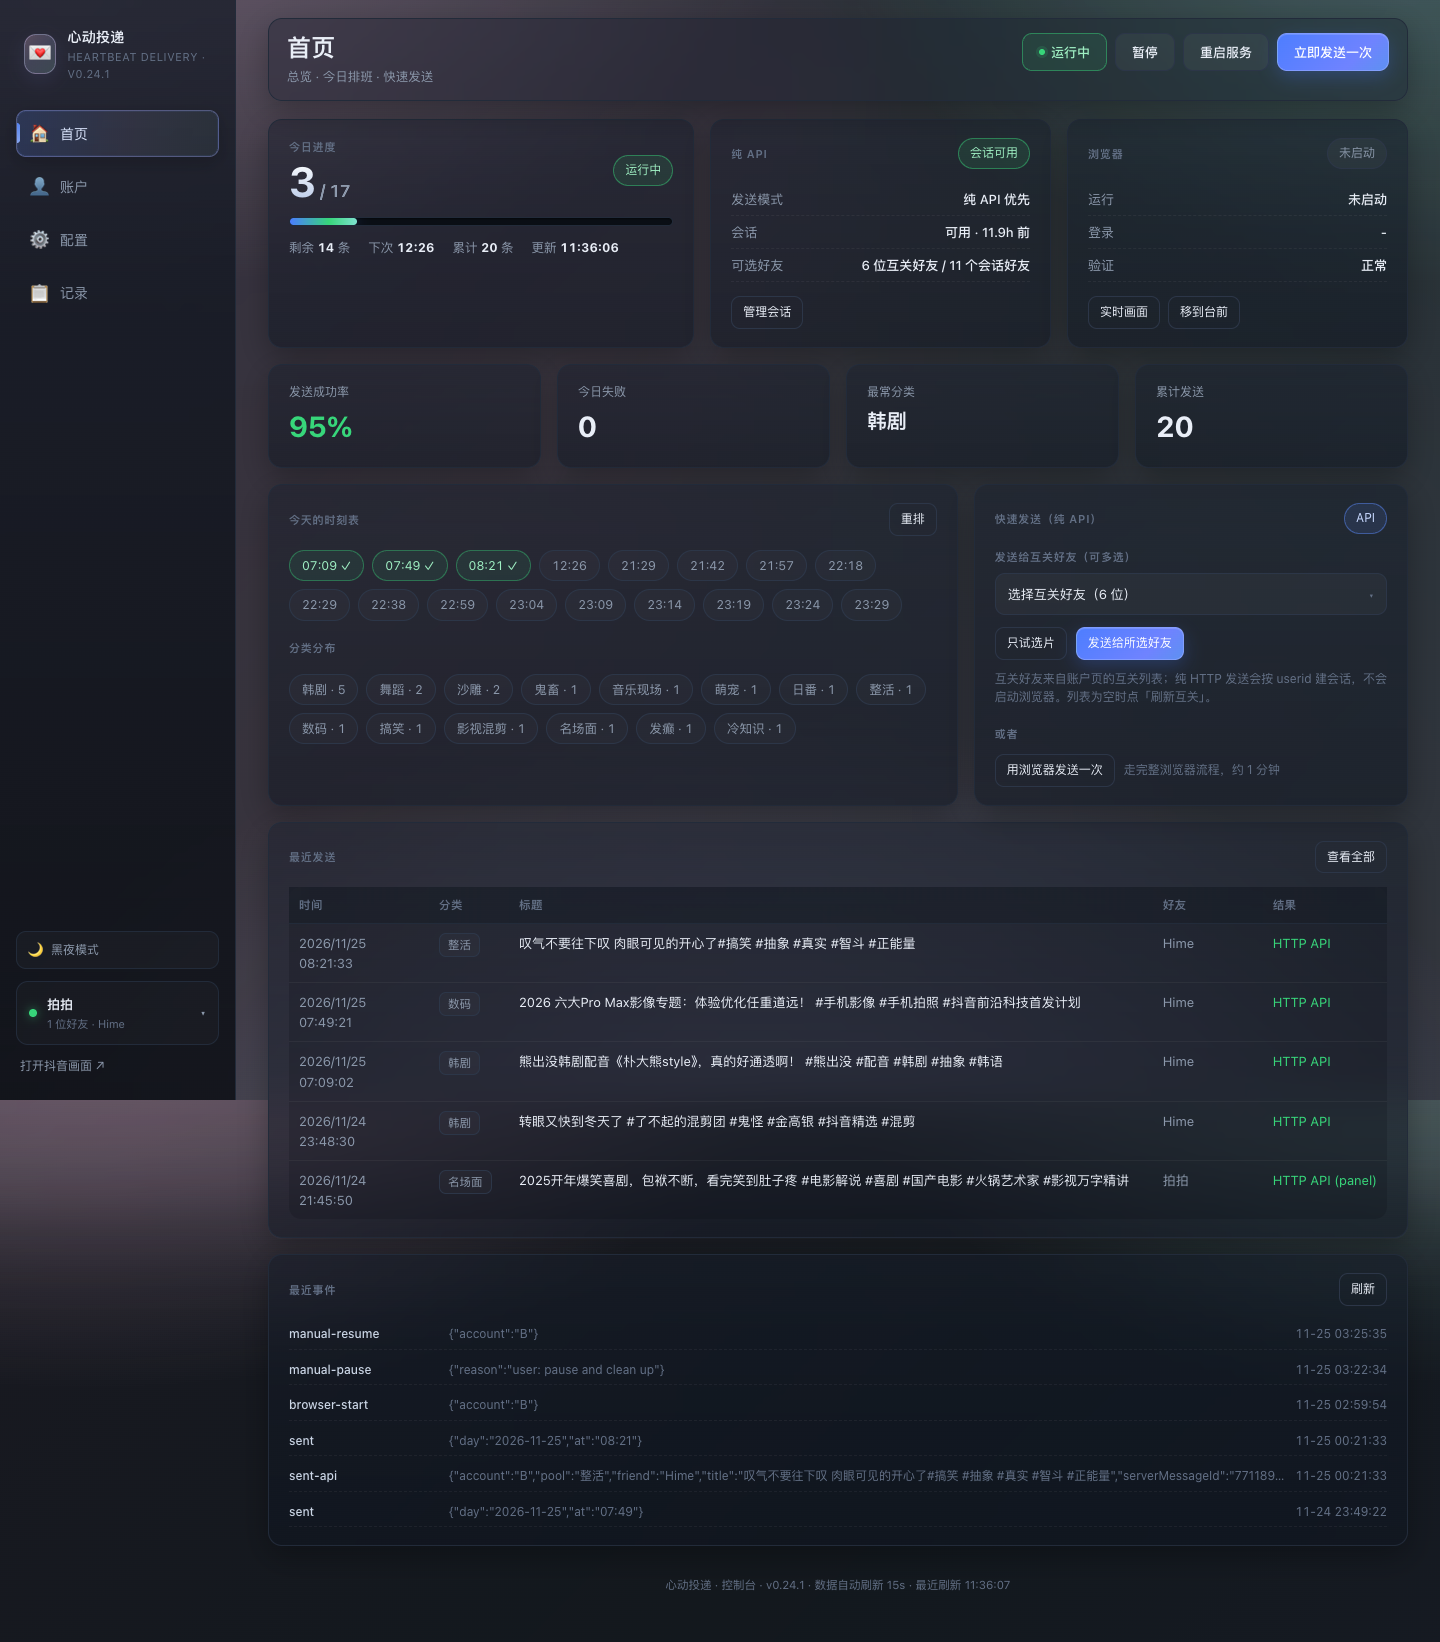 心动投递
HEARTBEAT DELIVERY ·
V0.24.1
首页
账户
配置
记录
黑夜模式
拍拍
1 位好友 · Hime
打开抖音画面 ↗
首页
总览 · 今日排班 · 快速发送
运行中
暂停
重启服务
立即发送一次
今日进度
3 / 17
运行中
剩余 14 条 下次 12:26 累计 20 条 更新 11:36:06
纯 API
会话可用
发送模式 纯 API 优先
会话 可用 · 11.9h 前
可选好友 6 位互关好友 / 11 个会话好友
管理会话
浏览器
未启动
运行 未启动
登录 -
验证 正常
实时画面 移到台前
发送成功率
95%
今日失败
0
最常分类
韩剧
累计发送
20
今天的时刻表
重排
07:09 ✓ 07:49 ✓ 08:21 ✓ 12:26 21:29 21:42 21:57 22:18
22:29 22:38 22:59 23:04 23:09 23:14 23:19 23:24 23:29
分类分布
韩剧 · 5 舞蹈 · 2 沙雕 · 2 鬼畜 · 1 音乐现场 · 1 萌宠 · 1 日番 · 1 整活 · 1
数码 · 1 搞笑 · 1 影视混剪 · 1 名场面 · 1 发癫 · 1 冷知识 · 1
快速发送（纯 API）
API
发送给互关好友（可多选）
选择互关好友（6 位）
只试选片 发送给所选好友
互关好友来自账户页的互关列表；纯 HTTP 发送会按 userid 建会话，不会
启动浏览器。列表为空时点「刷新互关」。
或者
用浏览器发送一次 走完整浏览器流程，约 1 分钟
最近发送
查看全部
时间 分类 标题 好友 结果
2026/11/25 整活 叹气不要往下叹 肉眼可见的开心了#搞笑 #抽象 #真实 #智斗 #正能量 Hime HTTP API
08:21:33
2026/11/25 数码 2026 六大Pro Max影像专题：体验优化任重道远！ #手机影像 #手机拍照 #抖音前沿科技首发计划 Hime HTTP API
07:49:21
2026/11/25 韩剧 熊出没韩剧配音《朴大熊style》，真的好通透啊！ #熊出没 #配音 #韩剧 #抽象 #韩语 Hime HTTP API
07:09:02
2026/11/24 韩剧 转眼又快到冬天了 #了不起的混剪团 #鬼怪 #金高银 #抖音精选 #混剪 Hime HTTP API
23:48:30
2026/11/24 名场面 2025开年爆笑喜剧，包袱不断，看完笑到肚子疼 #电影解说 #喜剧 #国产电影 #火锅艺术家 #影视万字精讲 拍拍 HTTP API (panel)
21:45:50
最近事件
刷新
manual-resume {"account":"B"} 11-25 03:25:35
manual-pause {"reason":"user: pause and clean up"} 11-25 03:22:34
browser-start {"account":"B"} 11-25 02:59:54
sent {"day":"2026-11-25","at":"08:21"} 11-25 00:21:33
sent-api {"account":"B","pool":"整活","friend":"Hime","title":"叹气不要往下叹 肉眼可见的开心了#搞笑 #抽象 #真实 #智斗 #正能量","serverMessageId":"771189... 11-25 00:21:33
sent {"day":"2026-11-25","at":"07:49"} 11-24 23:49:22
心动投递 · 控制台 · v0.24.1 · 数据自动刷新 15s · 最近刷新 11:36:07